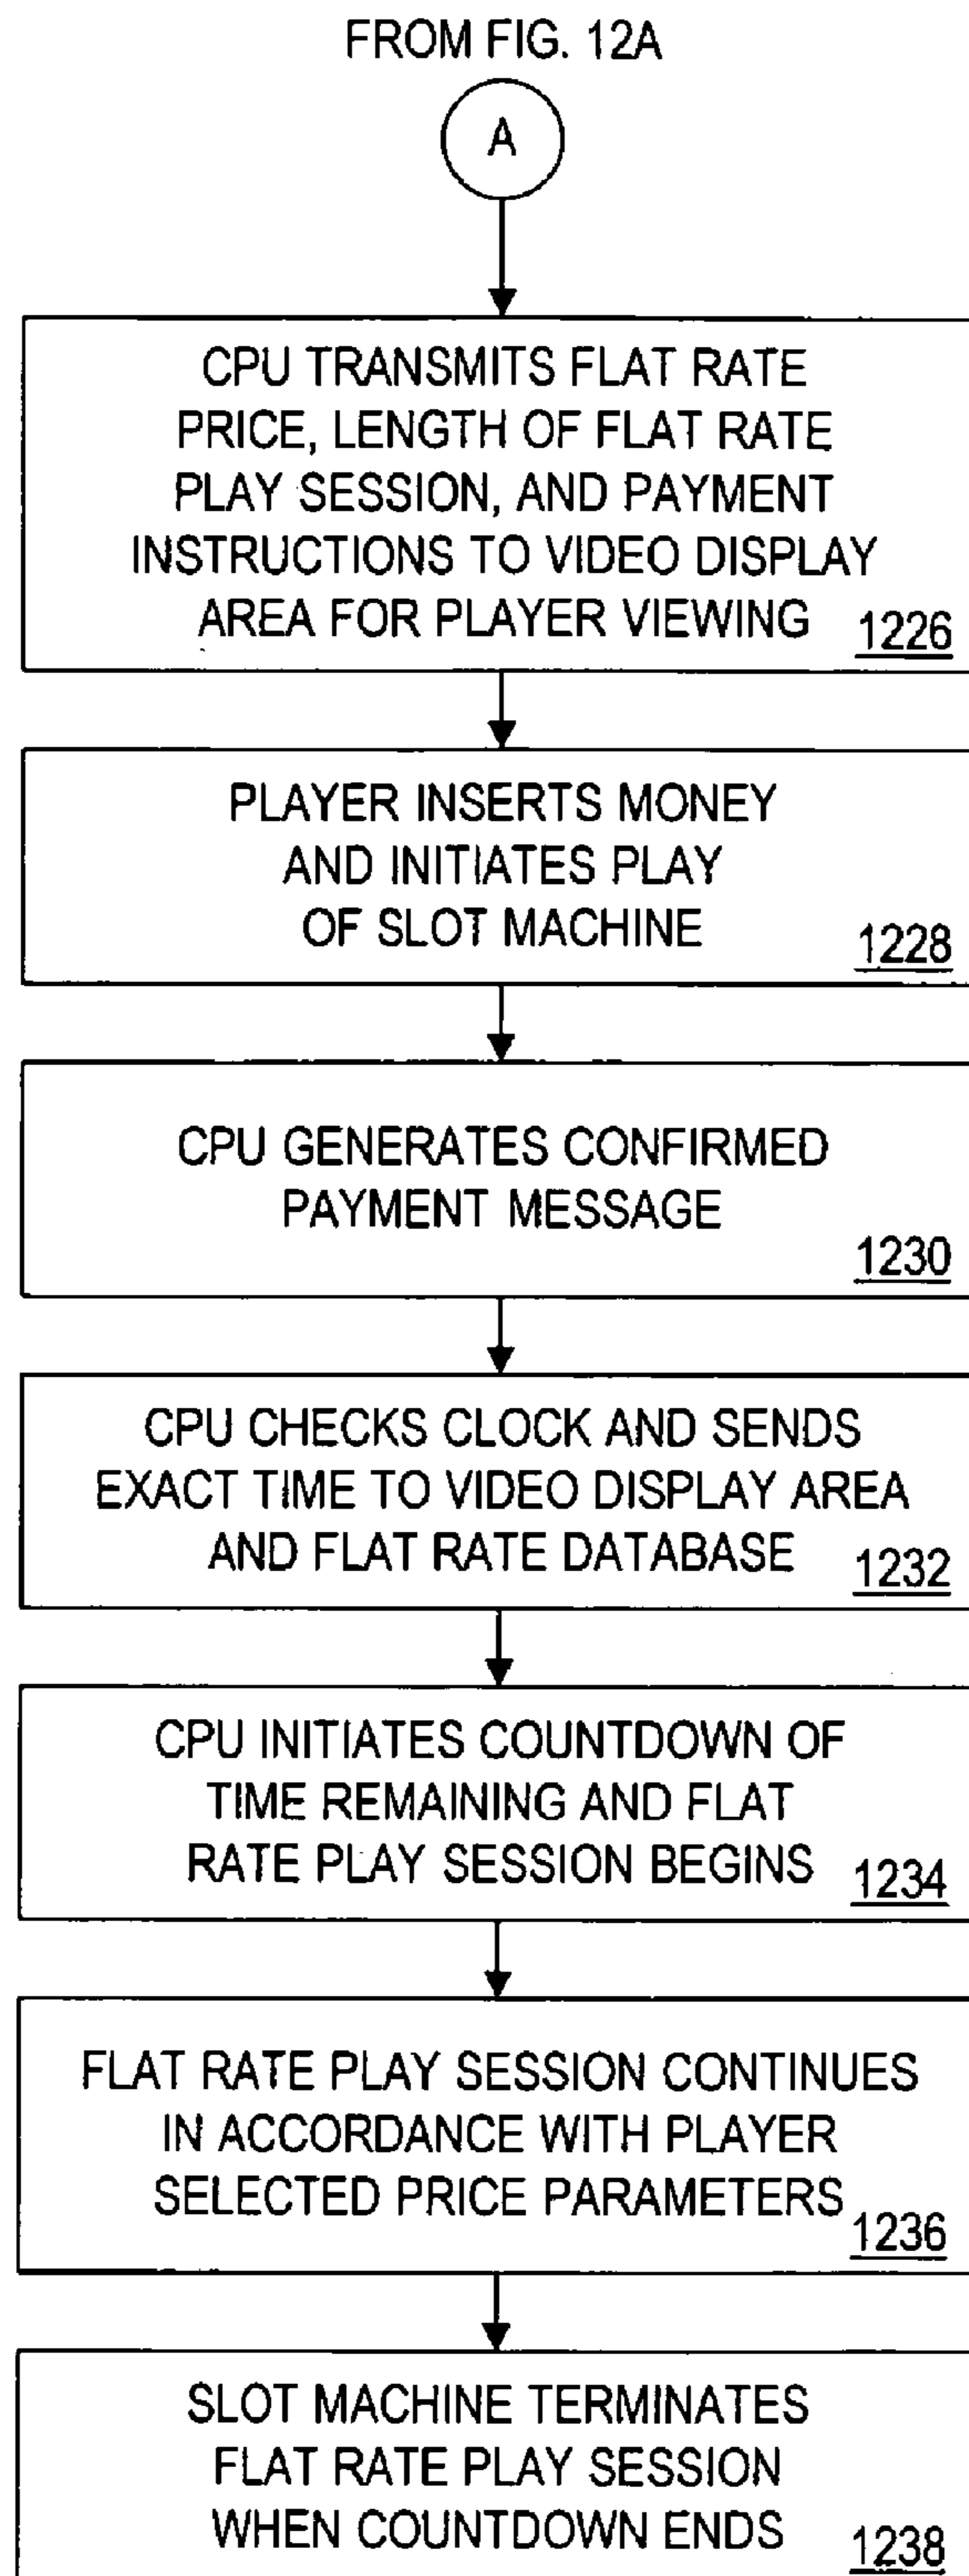 FROM FIG. 12A
A
CPU TRANSMITS FLAT RATE
PRICE, LENGTH OF FLAT RATE
PLAY SESSION, AND PAYMENT
INSTRUCTIONS TO VIDEO DISPLAY
AREA FOR PLAYER VIEWING
1226
PLAYER INSERTS MONEY
AND INITIATES PLAY
OF SLOT MACHINE
1228
CPU GENERATES CONFIRMED
PAYMENT MESSAGE
1230
CPU CHECKS CLOCK AND SENDS
EXACT TIME TO VIDEO DISPLAY AREA
AND FLAT RATE DATABASE
1232
CPU INITIATES COUNTDOWN OF
TIME REMAINING AND FLAT
RATE PLAY SESSION BEGINS
1234
FLAT RATE PLAY SESSION CONTINUES
IN ACCORDANCE WITH PLAYER
SELECTED PRICE PARAMETERS
1236
SLOT MACHINE TERMINATES
FLAT RATE PLAY SESSION
WHEN COUNTDOWN ENDS
1238